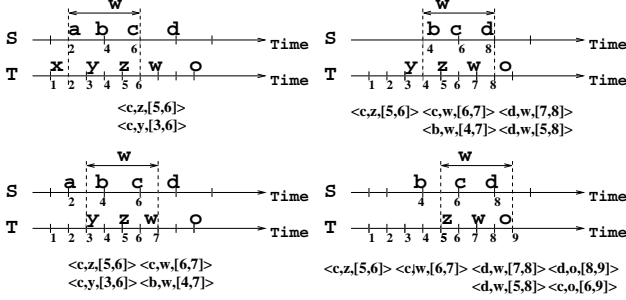 w
S a b c d
2 4 6 Time
T x y z w o
1 2 3 4 5 6 Time
<c,z,[5,6]>
<c,y,[3,6]>
w
S b c d
4 6 8 Time
T y z w o
1 2 3 4 5 6 7 8 Time
<c,z,[5,6]> <c,w,[6,7]> <d,w,[7,8]>
<b,w,[4,7]> <d,w,[5,8]>
w
S a b c d
2 4 6 Time
T y z w o
1 2 3 4 5 6 7 Time
<c,z,[5,6]> <c,w,[6,7]>
<c,y,[3,6]> <b,w,[4,7]>
w
S b c d
4 6 8 Time
T z w o
1 2 3 4 5 6 7 8 9 Time
<c,z,[5,6]> <c,w,[6,7]> <d,w,[7,8]> <d,o,[8,9]>
<d,w,[5,8]> <c,o,[6,9]>